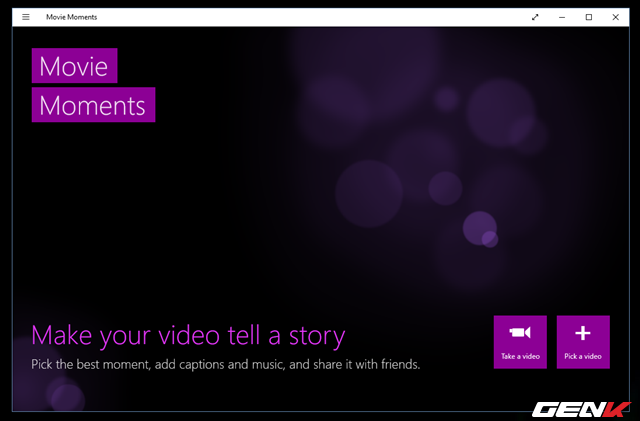 Movie Moments
Movie
Moments
Make your video tell a story
Pick the best moment, add captions and music, and share it with friends.
Take a video
Pick a video
GENK